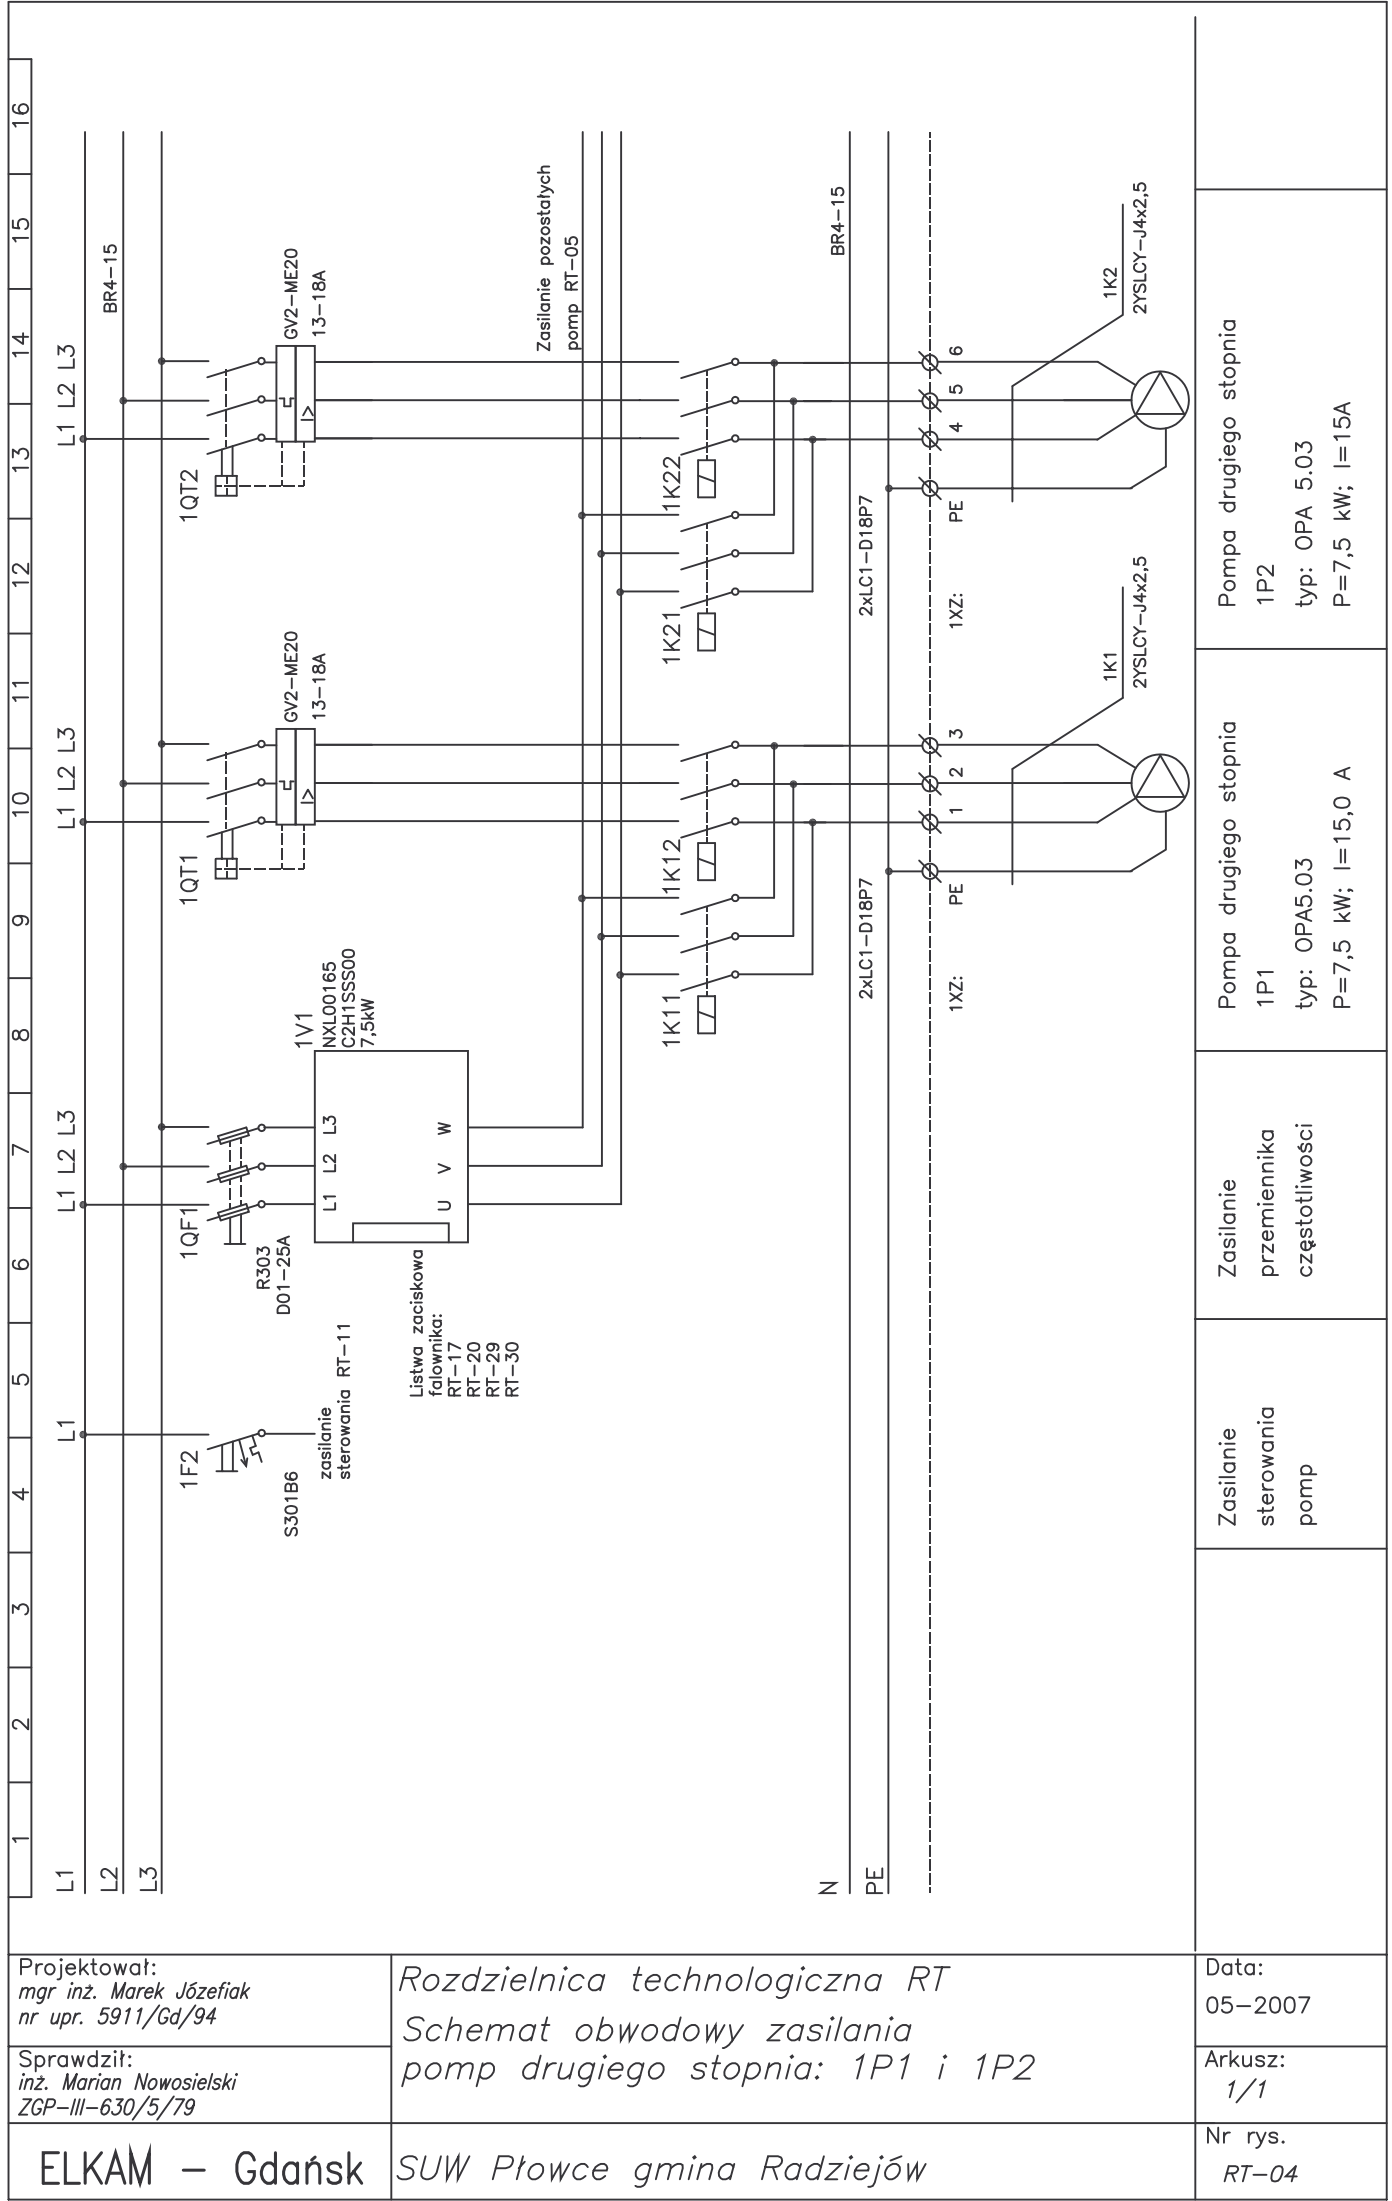 1 2 3 4 5 6 7 8 9 10 11 12 13 14 15 16
L1
L2
L3
N
PE
L1
1F2
S301B6
zasilanie
sterowania RT-11
L1 L2 L3
1QF1
R303
D01-25A
1V1
NXL00165
C2H1SSS00
7,5kW
L1 L2 L3
U V W
Listwa zaciskowa
falownika:
RT-17
RT-20
RT-29
RT-30
L1 L2 L3
1QT1
GV2-ME20
13-18A
I>
1K11
1K12
2xLC1-D18P7
1XZ:
PE 1 2 3
1K1
2YSLCY-J4x2,5
L1 L2 L3
BR4-15
1QT2
GV2-ME20
13-18A
I>
Zasilanie pozostałych
pomp RT-05
1K21
1K22
BR4-15
2xLC1-D18P7
1XZ:
PE 4 5 6
1K2
2YSLCY-J4x2,5
Zasilanie
sterowania
pomp
Zasilanie
przemiennika
częstotliwości
Pompa drugiego stopnia
1P1
typ: OPA5.03
P=7,5 kW; I=15,0 A
Pompa drugiego stopnia
1P2
typ: OPA 5.03
P=7,5 kW; I=15A
Projektował:
mgr inż. Marek Józefiak
nr upr. 5911/Gd/94
Sprawdził:
inż. Marian Nowosielski
ZGP-III-630/5/79
ELKAM - Gdańsk
Rozdzielnica technologiczna RT
Schemat obwodowy zasilania
pomp drugiego stopnia: 1P1 i 1P2
SUW Płowce gmina Radziejów
Data:
05-2007
Arkusz:
1/1
Nr rys.
RT-04